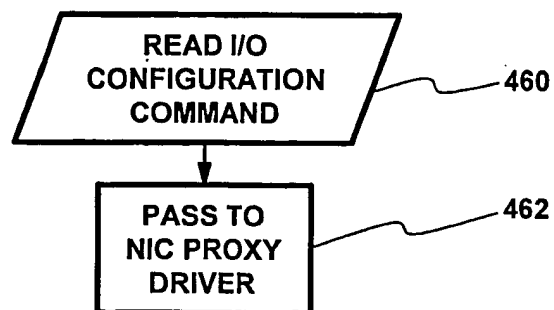 READ I/O
CONFIGURATION
COMMAND
460
PASS TO
NIC PROXY
DRIVER
462